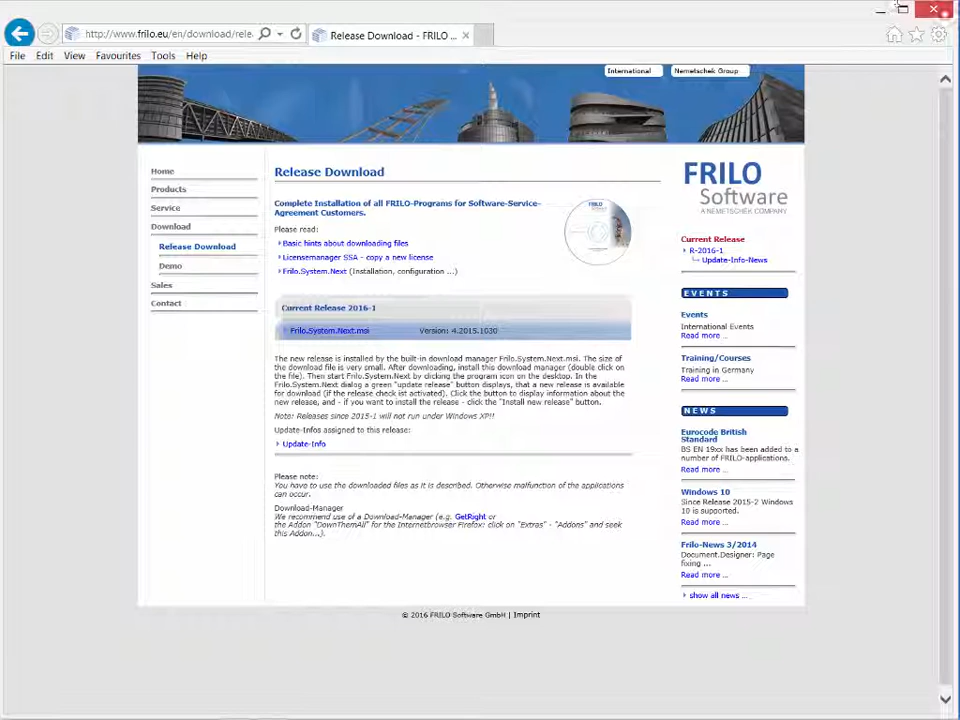 http://www.frilo.eu/en/download/rele.
Release Download - FRILO ...
File Edit View Favourites Tools Help
International Nemetschek Group
Home
Products
Service
Download
Release Download
Demo
Sales
Contact
Release Download
Complete Installation of all FRILO-Programs for Software-Service-
Agreement Customers.
Please read:
Basic hints about downloading files
Licensemanager SSA - copy a new license
Frilo.System.Next (Installation, configuration ...)
FRILO
Current Release 2016-1
Frilo.System.Next.msi Version: 4.2015.1030
The new release is installed by the built-in download manager Frilo.System.Next.msi. The size of
the download file is very small. After downloading, install this download manager (double click on
the file). Then start Frilo.System.Next by clicking the program icon on the desktop. In the
Frilo.System.Next dialog a green "update release" button displays, that a new release is available
for download (if the release check ist activated). Click the button to display information about the
new release, and - if you want to install the release - click the "Install new release" button.
Note: Releases since 2015-1 will not run under Windows XP!!
Update-Infos assigned to this release:
Update-Info
Please note:
You have to use the downloaded files as it is described. Otherwise malfunction of the applications
can occur.
Download-Manager
We recommend use of a Download-Manager (e.g. GetRight or
the Addon "DownThemAll" for the Internetbrowser Firefox: click on "Extras" - "Addons" and seek
this Addon...).
FRILO
Software
A NEMETSCHEK COMPANY
Current Release
R-2016-1
Update-Info-News
EVENTS
Events
International Events
Read more ...
Training/Courses
Training in Germany
Read more ...
NEWS
Eurocode British
Standard
BS EN 19xx has been added to a
number of FRILO-applications.
Read more ...
Windows 10
Since Release 2015-2 Windows
10 is supported.
Read more ...
Frilo-News 3/2014
Document.Designer: Page
fixing ...
Read more ...
show all news ...
© 2016 FRILO Software GmbH | Imprint